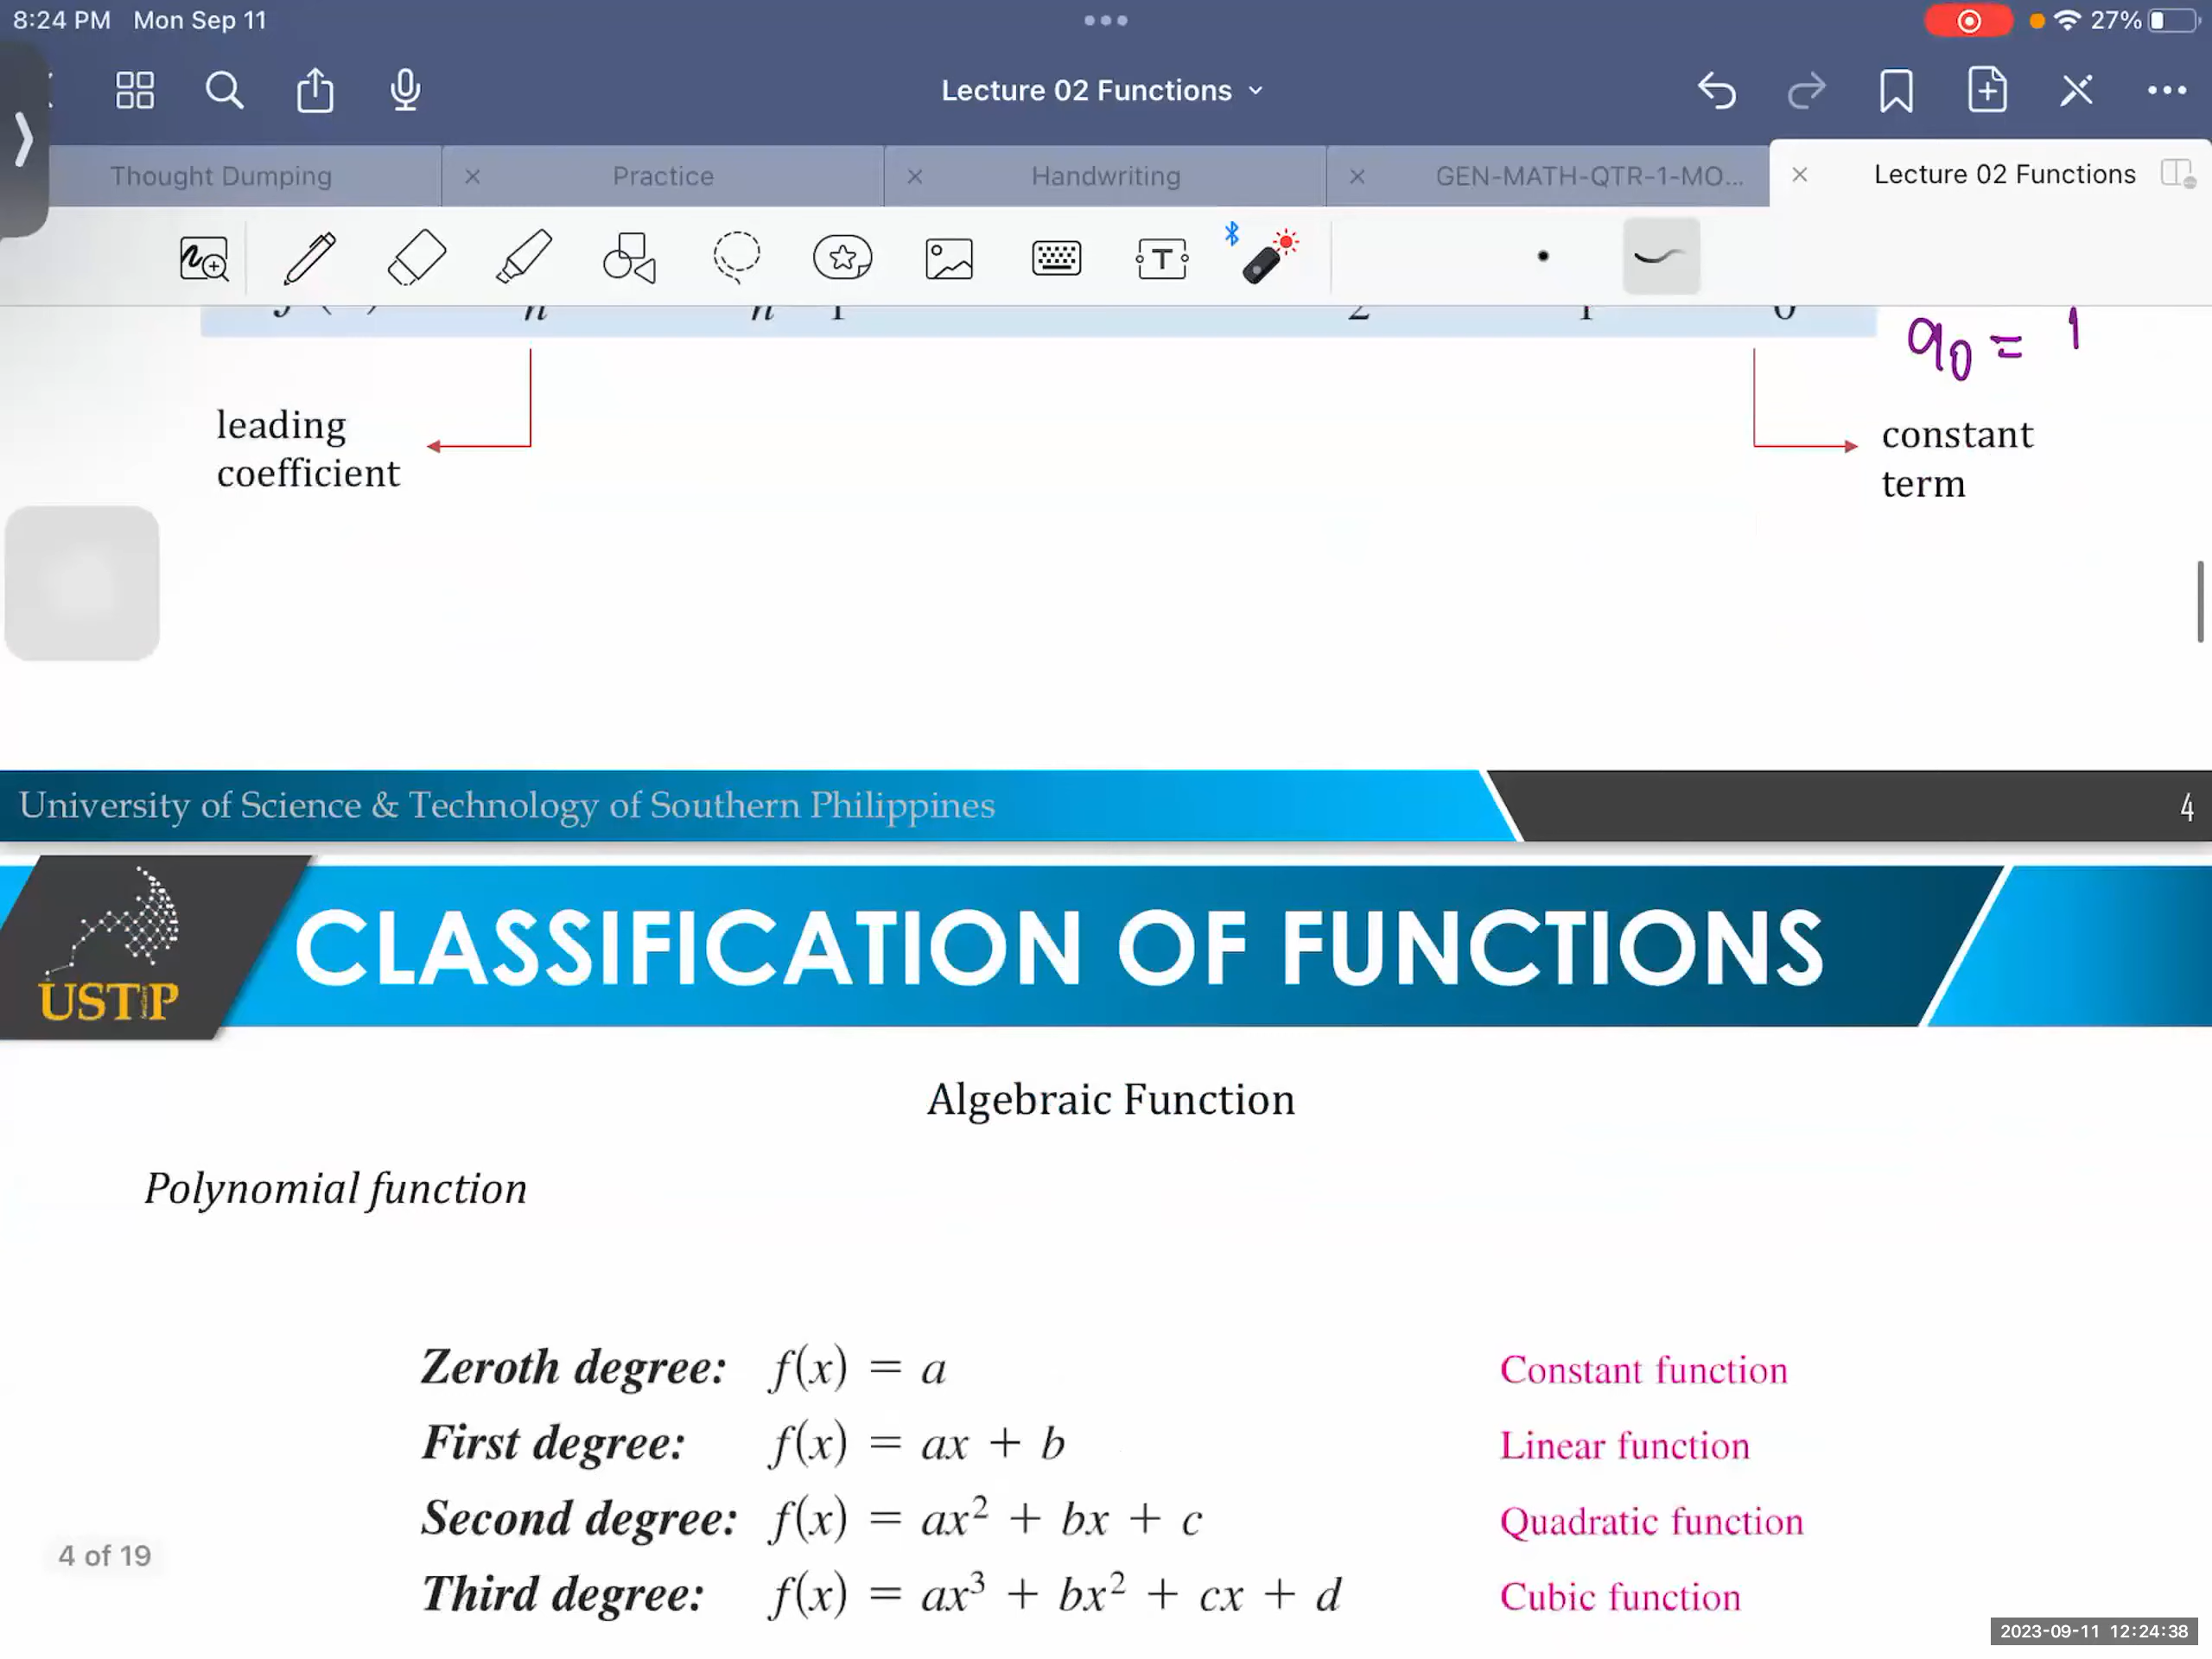 8:24 PM Mon Sep 11
27%
Lecture 02 Functions
Thought Dumping
Practice
Handwriting
GEN-MATH-QTR-1-MO...
Lecture 02 Functions
a₀ = 1
leading
coefficient
constant
term
University of Science & Technology of Southern Philippines
4
USTP
CLASSIFICATION OF FUNCTIONS
Algebraic Function
Polynomial function
Zeroth degree: f(x) = a Constant function
First degree: f(x) = ax + b Linear function
Second degree: f(x) = ax² + bx + c Quadratic function
4 of 19
Third degree: f(x) = ax³ + bx² + cx + d Cubic function
2023-09-11 12:24:38